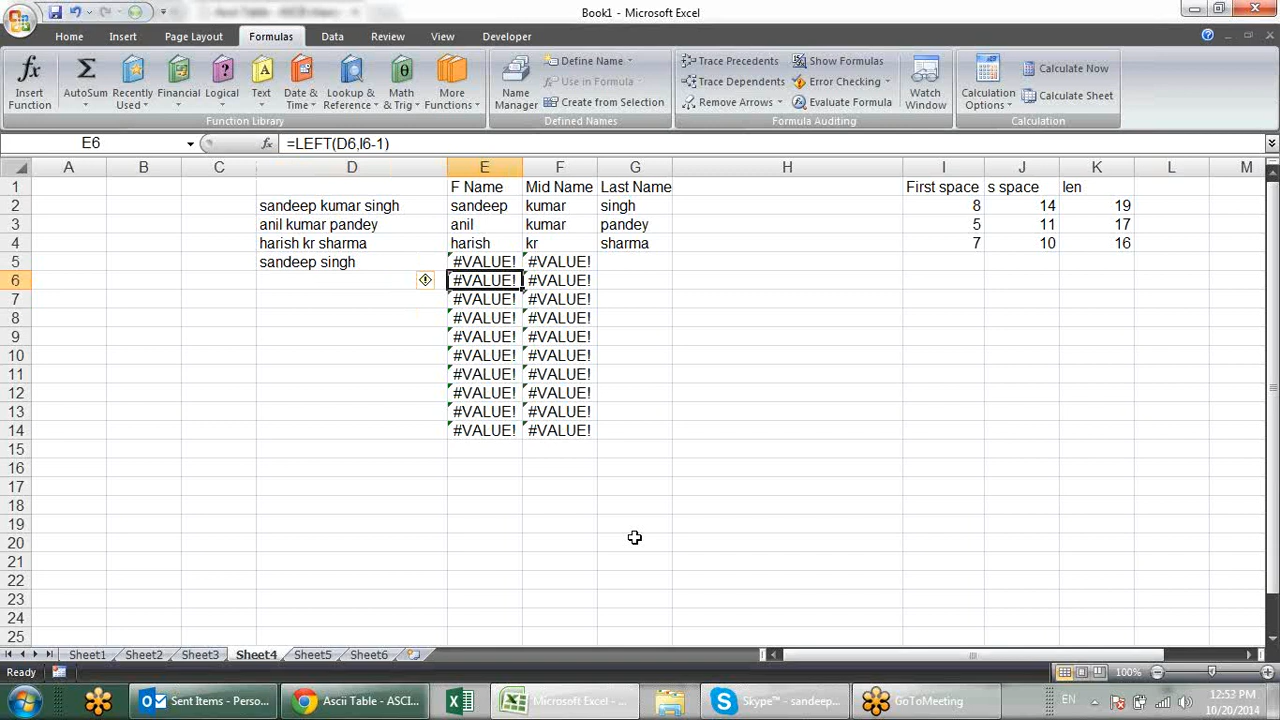 Ascii Table - ASCII
Book1 - Microsoft Excel
Home Insert Page Layout Formulas Data Review View Developer
Insert Function
AutoSum
Recently Used
Financial
Logical
Text
Date & Time
Lookup & Reference
Math & Trig
More Functions
Function Library
Name Manager
Define Name
Use in Formula
Create from Selection
Defined Names
Trace Precedents
Trace Dependents
Remove Arrows
Show Formulas
Error Checking
Evaluate Formula
Formula Auditing
Watch Window
Calculation Options
Calculate Now
Calculate Sheet
Calculation
E6 fx =LEFT(D6,I6-1)
A B C D E F G H I J K L M
1 F Name Mid Name Last Name First space s space len
2 sandeep kumar singh sandeep kumar singh 8 14 19
3 anil kumar pandey anil kumar pandey 5 11 17
4 harish kr sharma harish kr sharma 7 10 16
5 sandeep singh #VALUE! #VALUE!
6 #VALUE! #VALUE!
7 #VALUE! #VALUE!
8 #VALUE! #VALUE!
9 #VALUE! #VALUE!
10 #VALUE! #VALUE!
11 #VALUE! #VALUE!
12 #VALUE! #VALUE!
13 #VALUE! #VALUE!
14 #VALUE! #VALUE!
15
16
17
18
19
20
21
22
23
24
25
Sheet1 Sheet2 Sheet3 Sheet4 Sheet5 Sheet6
Ready 100%
Sent Items - Perso... Ascii Table - ASCI... Microsoft Excel - ... Skype™ - sandeep... GoToMeeting EN 12:53 PM
10/20/2014